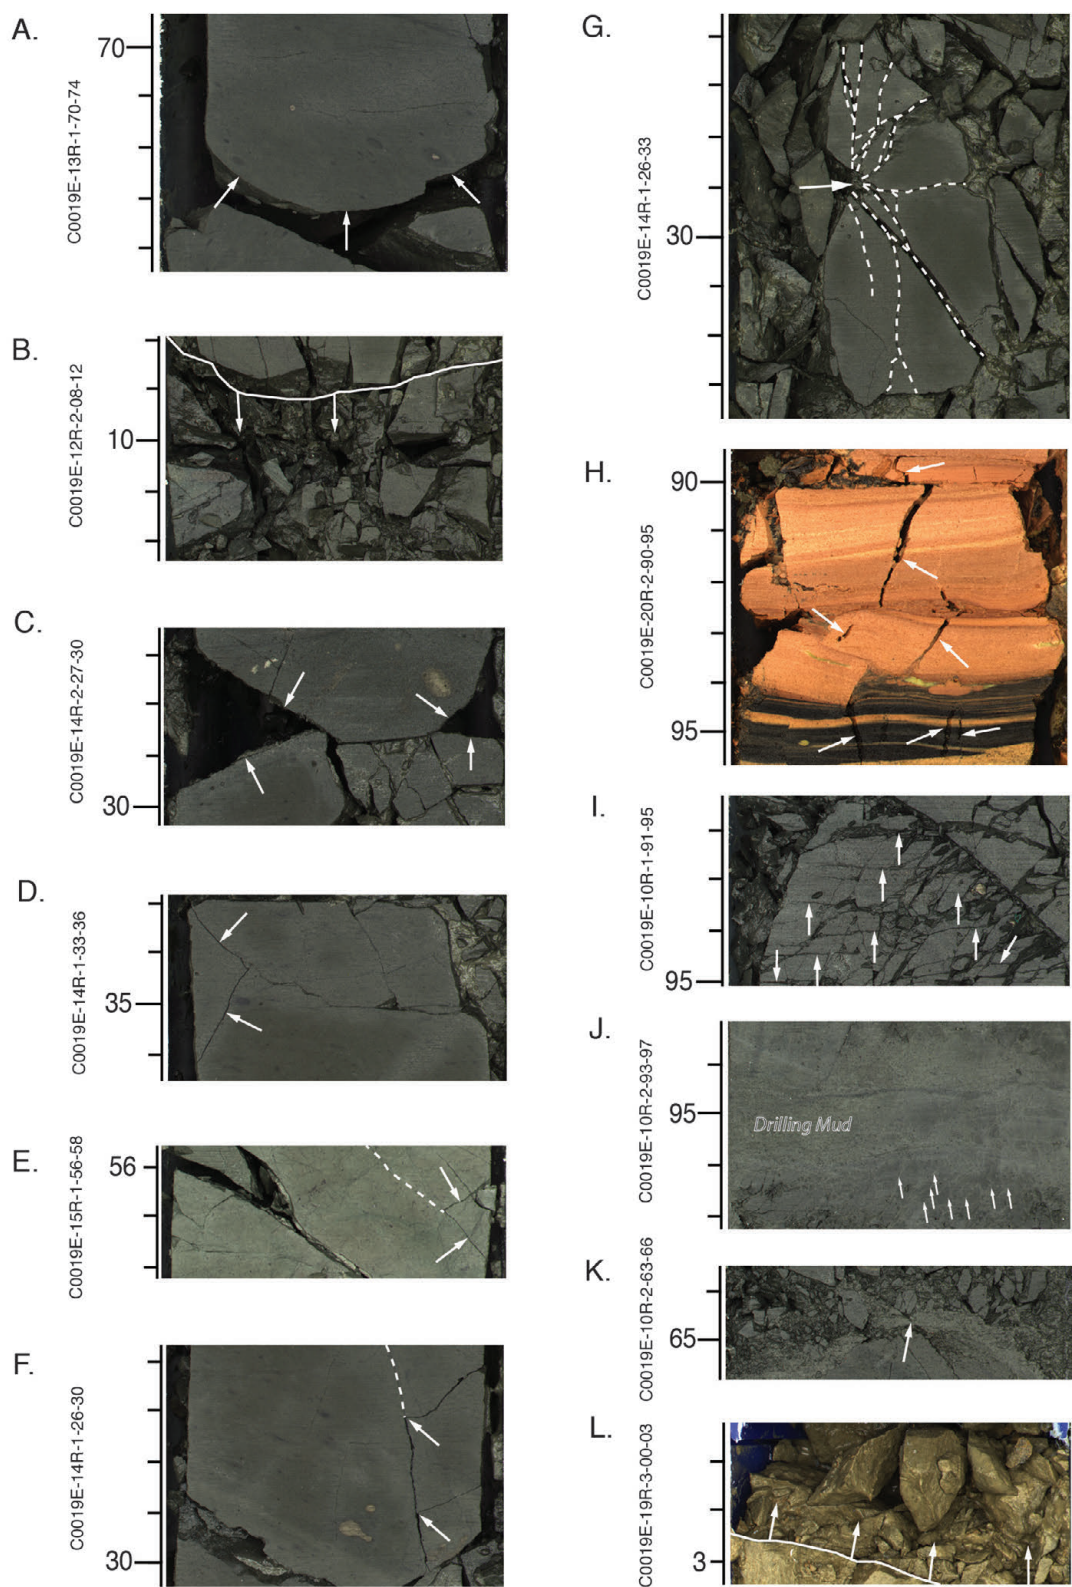 A.
70
C0019E-13R-1-70-74
B.
10
C0019E-12R-2-08-12
C.
30
C0019E-14R-2-27-30
D.
35
C0019E-14R-1-33-36
E.
56
C0019E-15R-1-56-58
F.
30
C0019E-14R-1-26-30
G.
30
C0019E-14R-1-26-33
H.
90
95
C0019E-20R-2-90-95
I.
95
C0019E-10R-1-91-95
J.
95
C0019E-10R-2-93-97
Drilling Mud
K.
65
C0019E-10R-2-63-66
L.
3
C0019E-19R-3-00-03